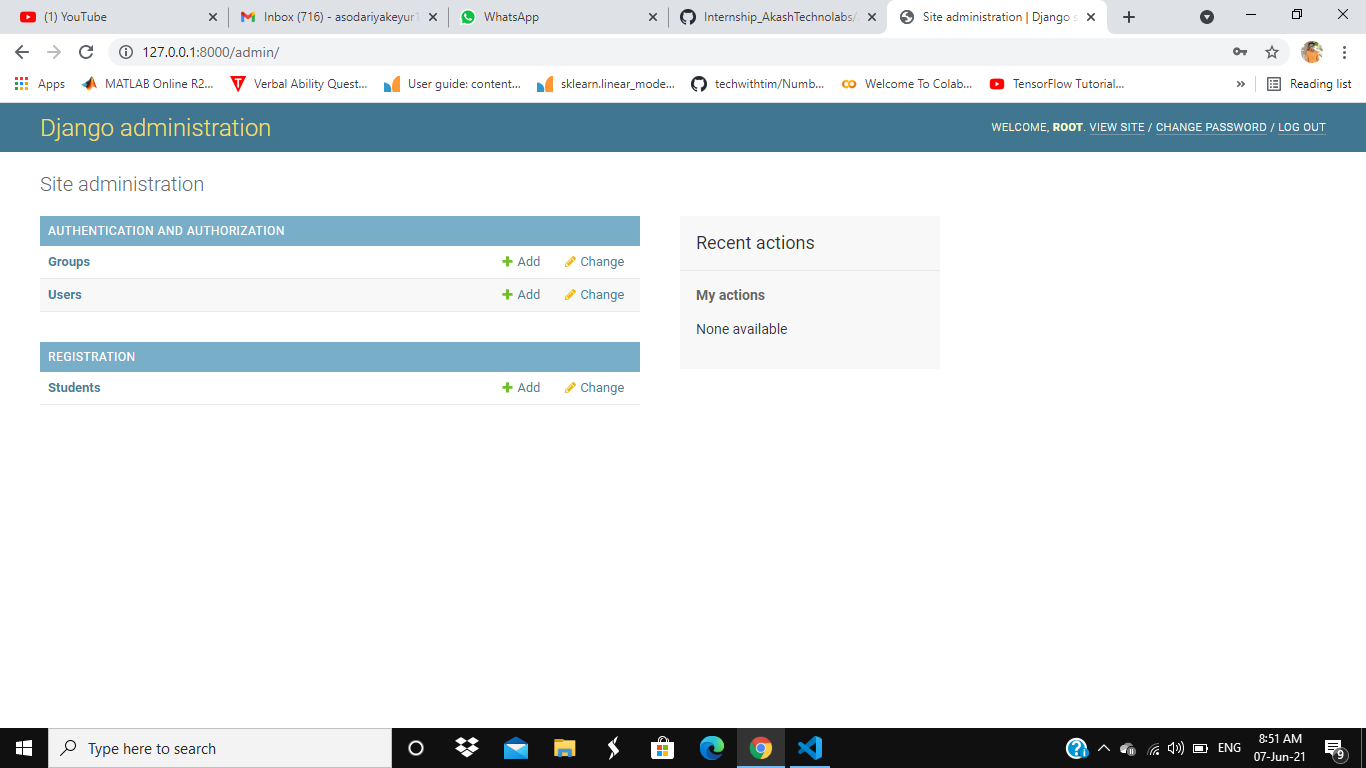 (1) YouTube
Inbox (716) - asodariyakeyur1
WhatsApp
Internship_AkashTechnolabs/
Site administration | Django s
127.0.0.1:8000/admin/
Apps
MATLAB Online R2...
Verbal Ability Quest...
User guide: content...
sklearn.linear_mode...
techwithtim/Numb...
Welcome To Colab...
TensorFlow Tutorial...
»
Reading list
Django administration
WELCOME, ROOT. VIEW SITE / CHANGE PASSWORD / LOG OUT
Site administration
AUTHENTICATION AND AUTHORIZATION
Groups Add Change
Users Add Change
REGISTRATION
Students Add Change
Recent actions
My actions
None available
Type here to search
ENG
8:51 AM
07-Jun-21
9